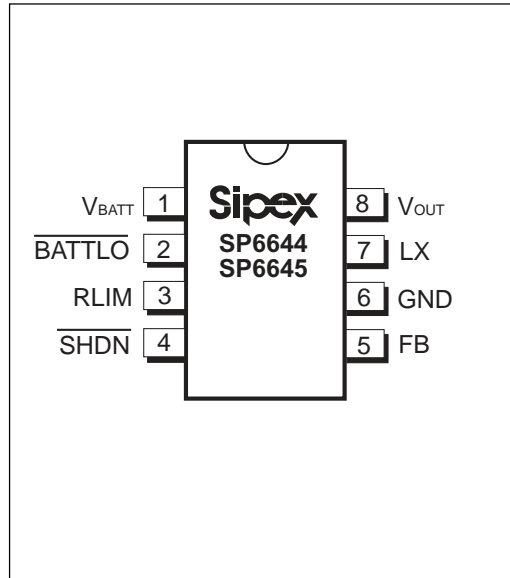 Sipex
SP6644
SP6645
VBATT 1
BATTLO 2
RLIM 3
SHDN 4
8 VOUT
7 LX
6 GND
5 FB